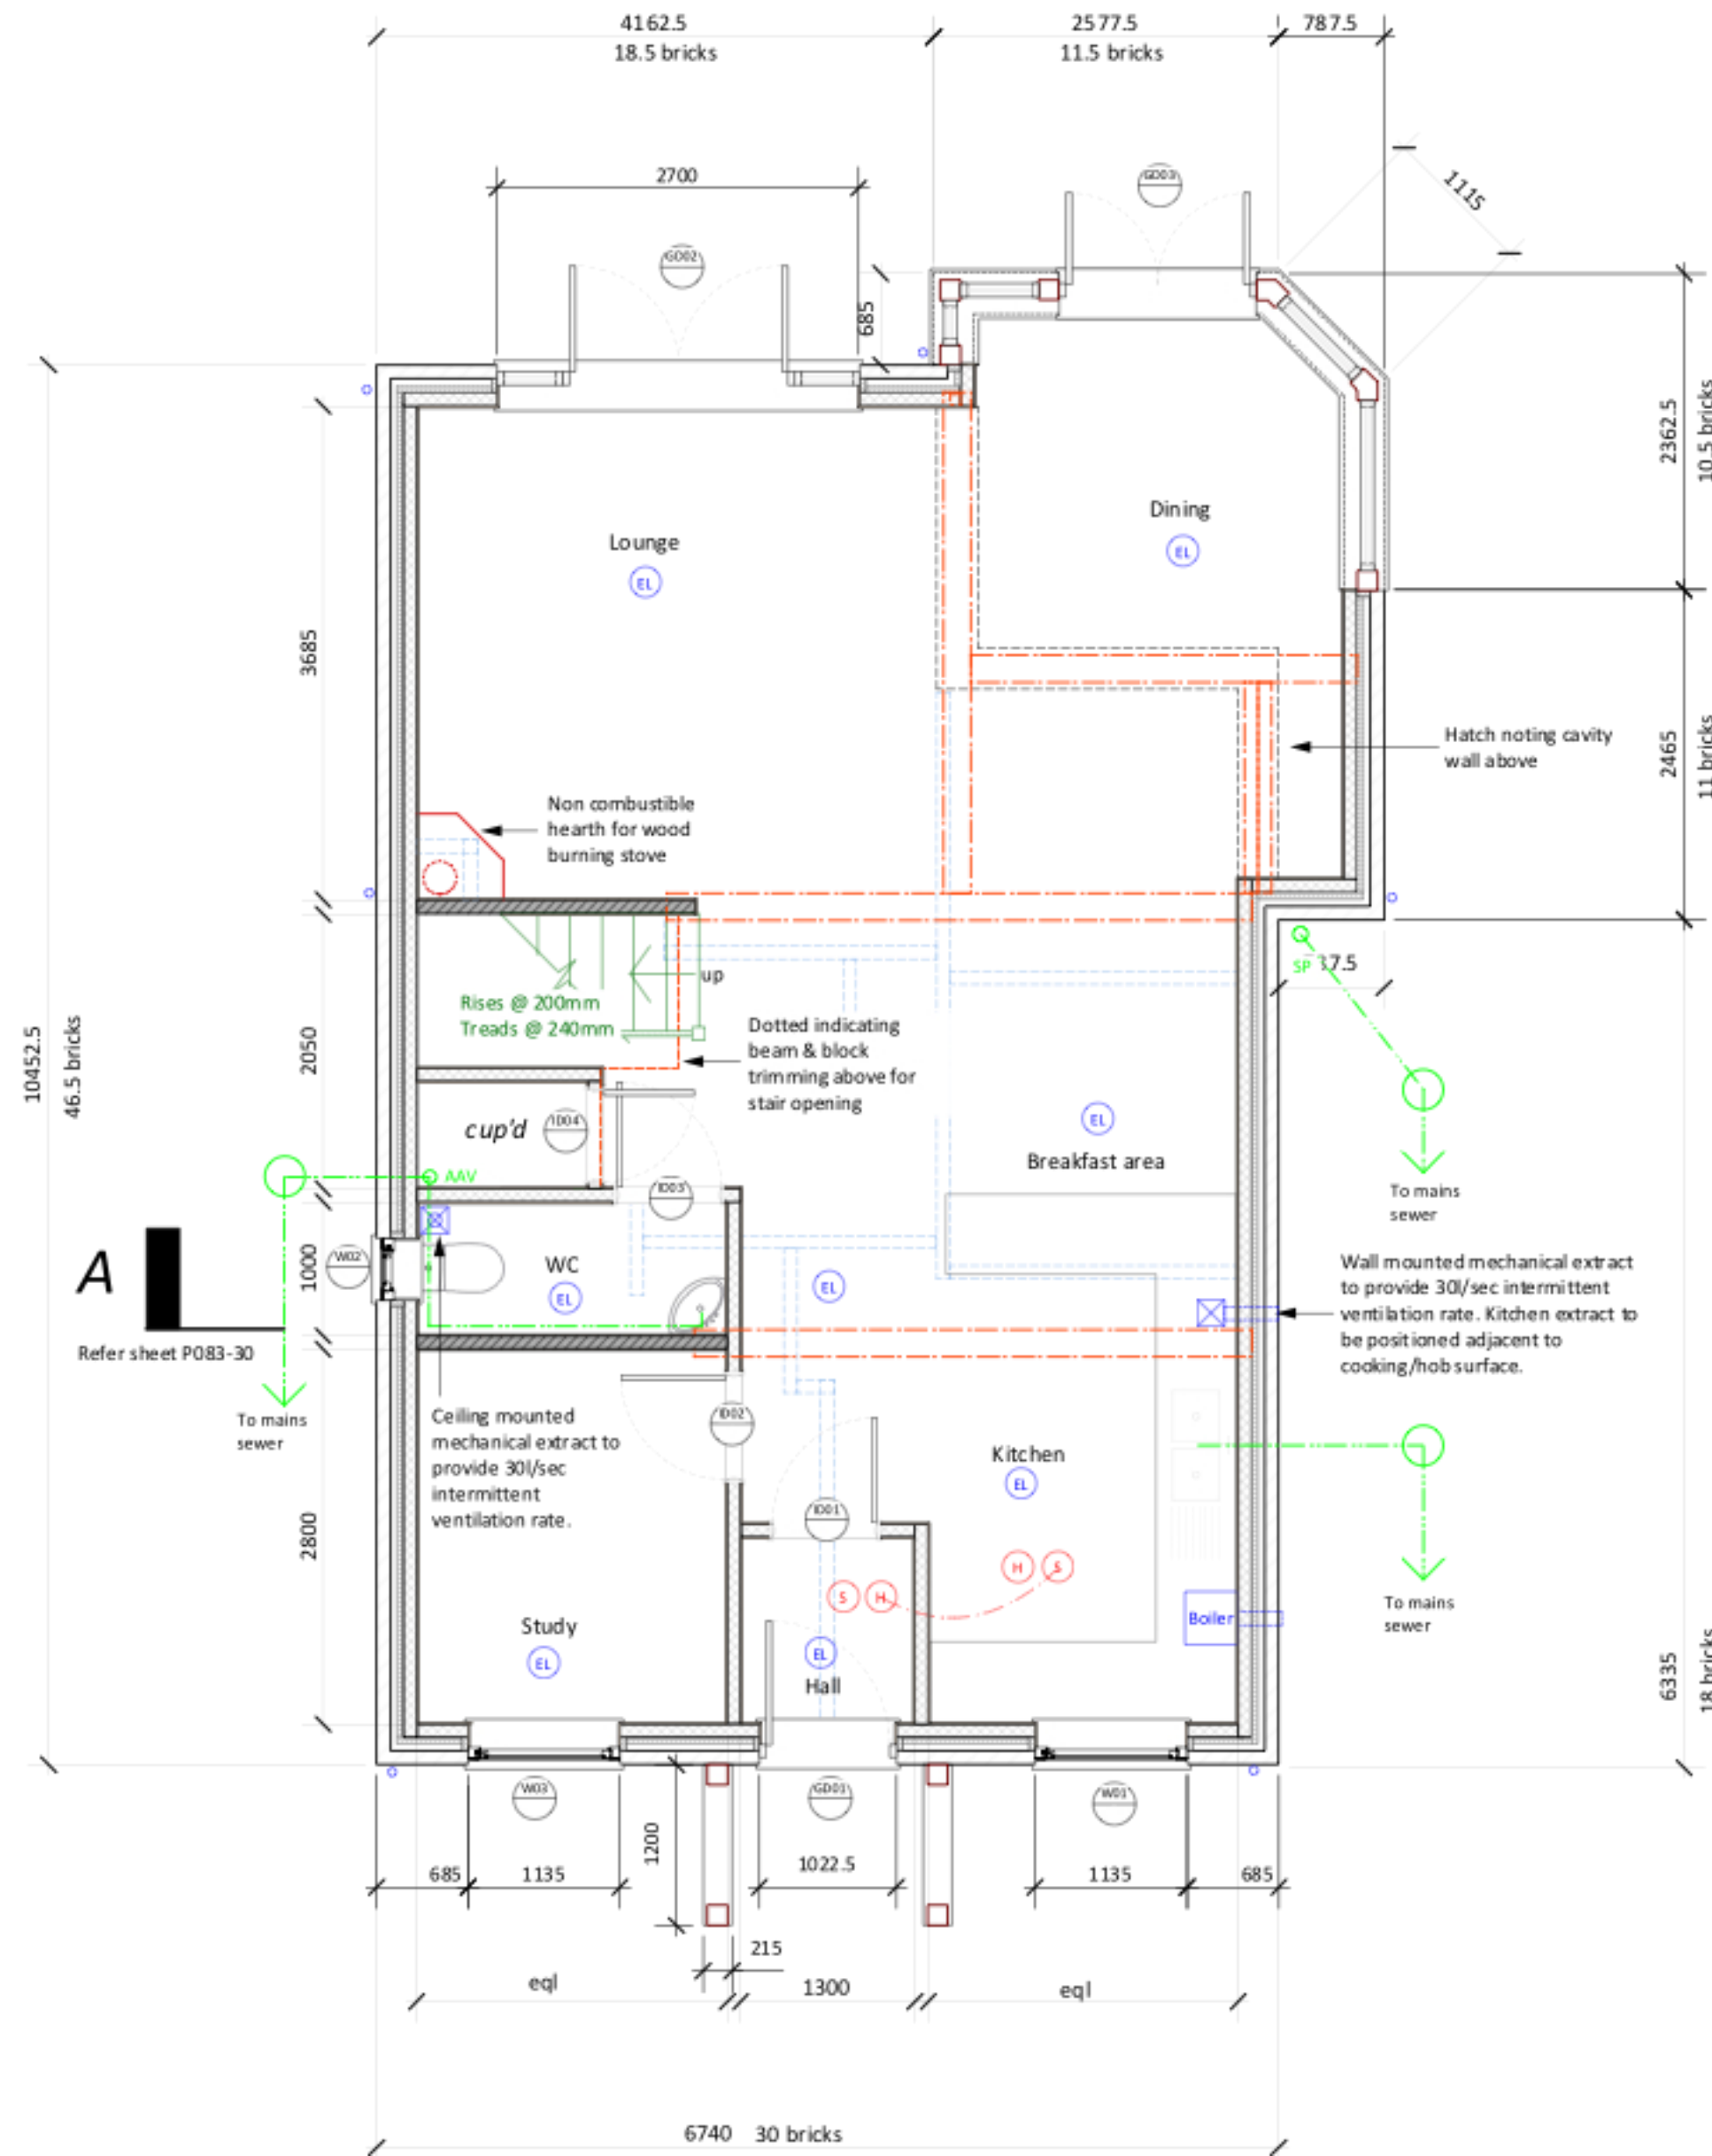 4162.5
2577.5
787.5
18.5 bricks
11.5 bricks
2700
GD03
1115
GD02
685
2362.5
10.5 bricks
Dining
EL
Lounge
EL
3685
Hatch noting cavity
wall above
2465
11 bricks
Non combustible
hearth for wood
burning stove
up
SP
37.5
Rises @ 200mm
Treads @ 240mm
Dotted indicating
beam & block
trimming above for
stair opening
2050
10452.5
46.5 bricks
cup'd
ID04
EL
Breakfast area
AAV
ID03
To mains
sewer
A
W02
1000
WC
EL
EL
Wall mounted mechanical extract
to provide 30l/sec intermittent
ventilation rate. Kitchen extract to
be positioned adjacent to
cooking/hob surface.
Refer sheet P083-30
To mains
sewer
Ceiling mounted
mechanical extract to
provide 30l/sec
intermittent
ventilation rate.
ID02
Kitchen
EL
ID01
2800
H
S
S
H
Boiler
To mains
sewer
Study
EL
EL
Hall
6335
18 bricks
W03
GD01
W01
1200
685
1135
1022.5
1135
685
215
eql
1300
eql
6740
30 bricks